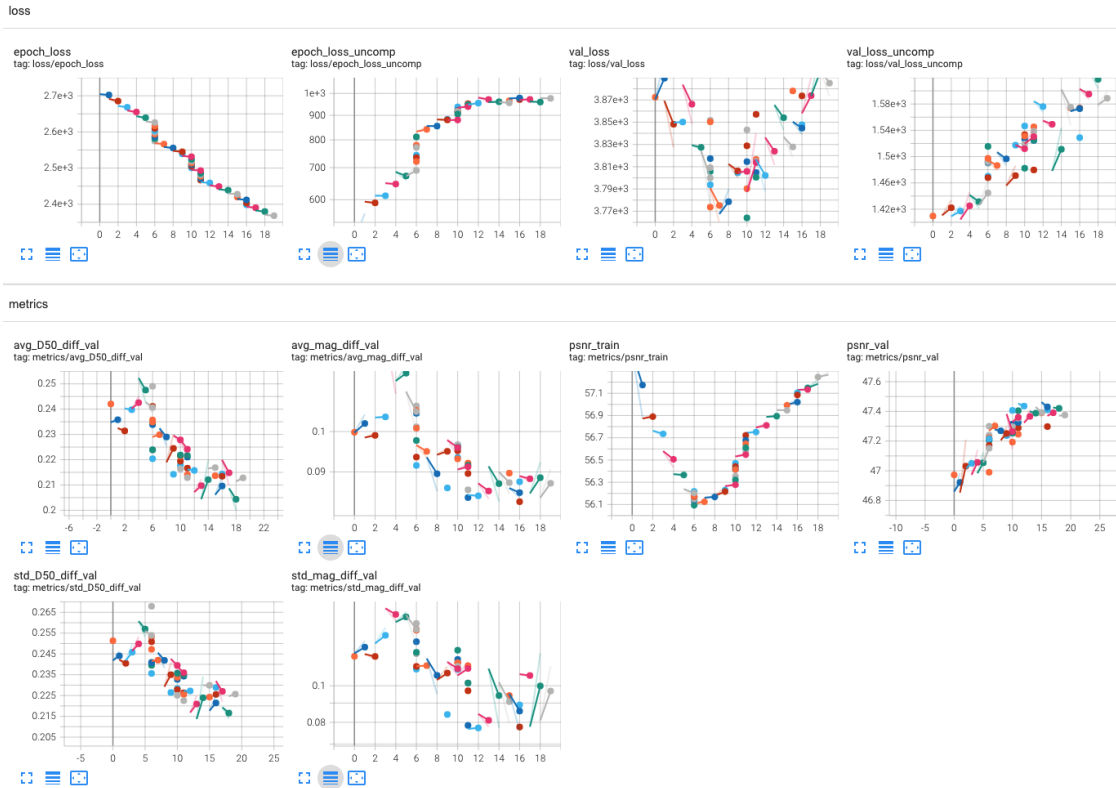 loss
epoch_loss
tag: loss/epoch_loss
2.7e+3
2.6e+3
2.5e+3
2.4e+3
0 2 4 6 8 10 12 14 16 18
epoch_loss_uncomp
tag: loss/epoch_loss_uncomp
1e+3
900
800
700
600
0 2 4 6 8 10 12 14 16 18
val_loss
tag: loss/val_loss
3.87e+3
3.85e+3
3.83e+3
3.81e+3
3.79e+3
3.77e+3
0 2 4 6 8 10 12 14 16 18
val_loss_uncomp
tag: loss/val_loss_uncomp
1.58e+3
1.54e+3
1.5e+3
1.46e+3
1.42e+3
0 2 4 6 8 10 12 14 16 18
metrics
avg_D50_diff_val
tag: metrics/avg_D50_diff_val
0.25
0.24
0.23
0.22
0.21
0.2
-6 -2 2 6 10 14 18 22
avg_mag_diff_val
tag: metrics/avg_mag_diff_val
0.1
0.09
0 2 4 6 8 10 12 14 16 18
psnr_train
tag: metrics/psnr_train
57.1
56.9
56.7
56.5
56.3
56.1
0 2 4 6 8 10 12 14 16 18
psnr_val
tag: metrics/psnr_val
47.6
47.4
47.2
47
46.8
-10 -5 0 5 10 15 20 25
std_D50_diff_val
tag: metrics/std_D50_diff_val
0.265
0.255
0.245
0.235
0.225
0.215
0.205
-5 0 5 10 15 20 25
std_mag_diff_val
tag: metrics/std_mag_diff_val
0.1
0.08
0 2 4 6 8 10 12 14 16 18